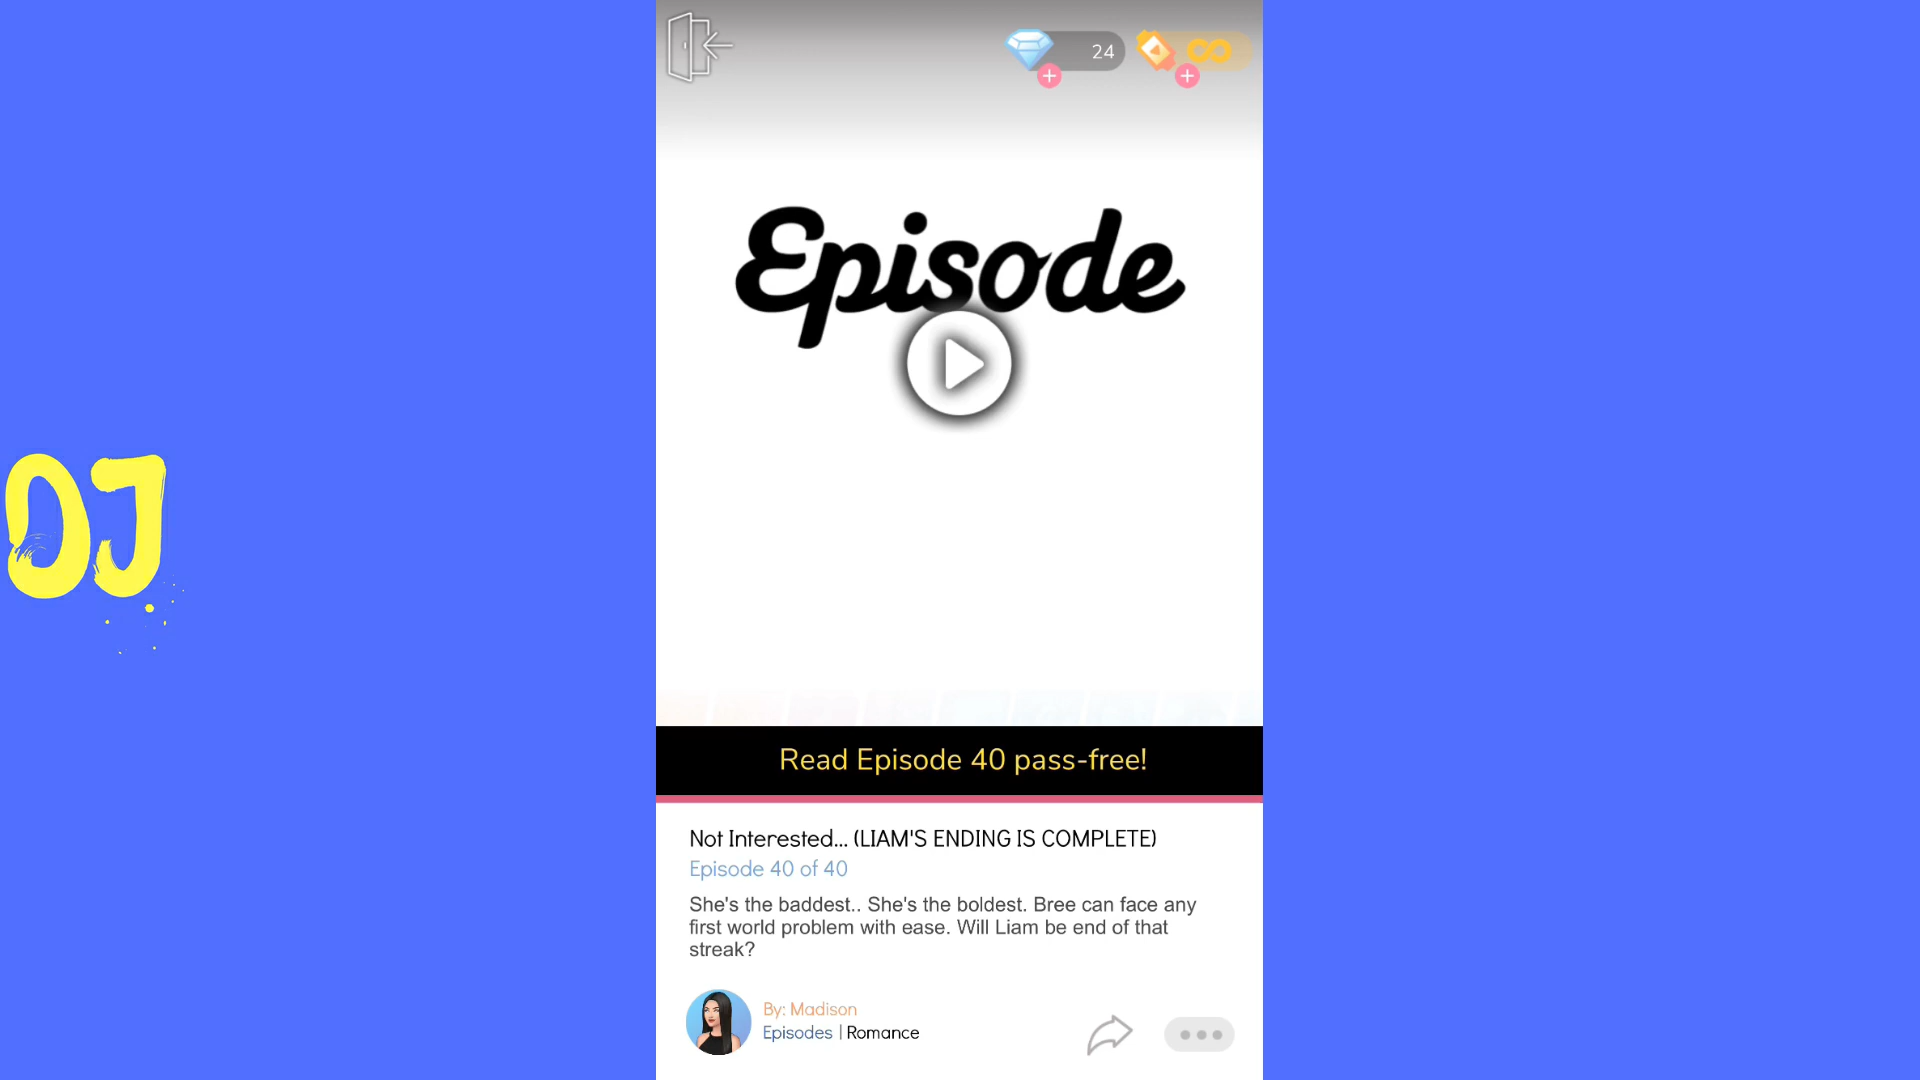 24
Episode
DJ
Read Episode 40 pass-free!
Not Interested... (LIAM'S ENDING IS COMPLETE)
Episode 40 of 40
She's the baddest.. She's the boldest. Bree can face any
first world problem with ease. Will Liam be end of that
streak?
By: Madison
Episodes | Romance